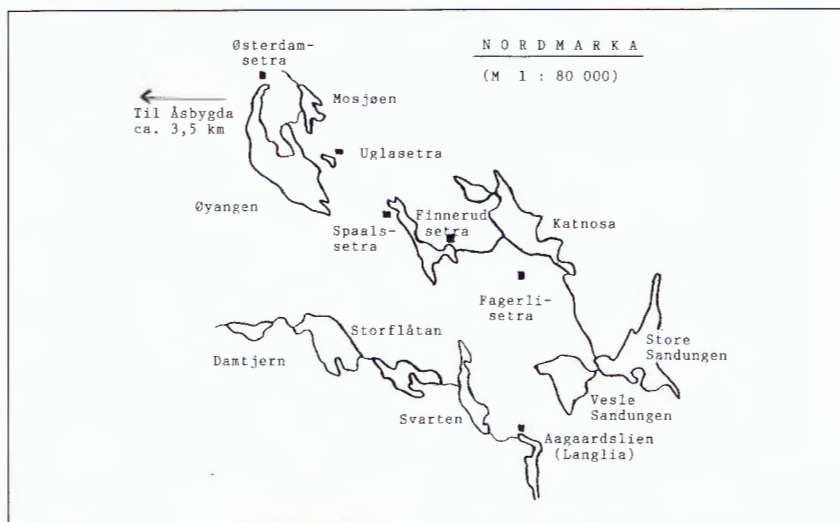 N O R D M A R K A
(M 1 : 80 000)
Østerdam-
setra
Mosjøen
Til Åsbygda
ca. 3,5 km
Uglasetra
Øyangen
Spaals-
setra
Finnerud
setra
Katnosa
Fagerli-
setra
Storflåtan
Damtjern
Store
Sandungen
Vesle
Sandungen
Svarten
Aagaardslien
(Langlia)